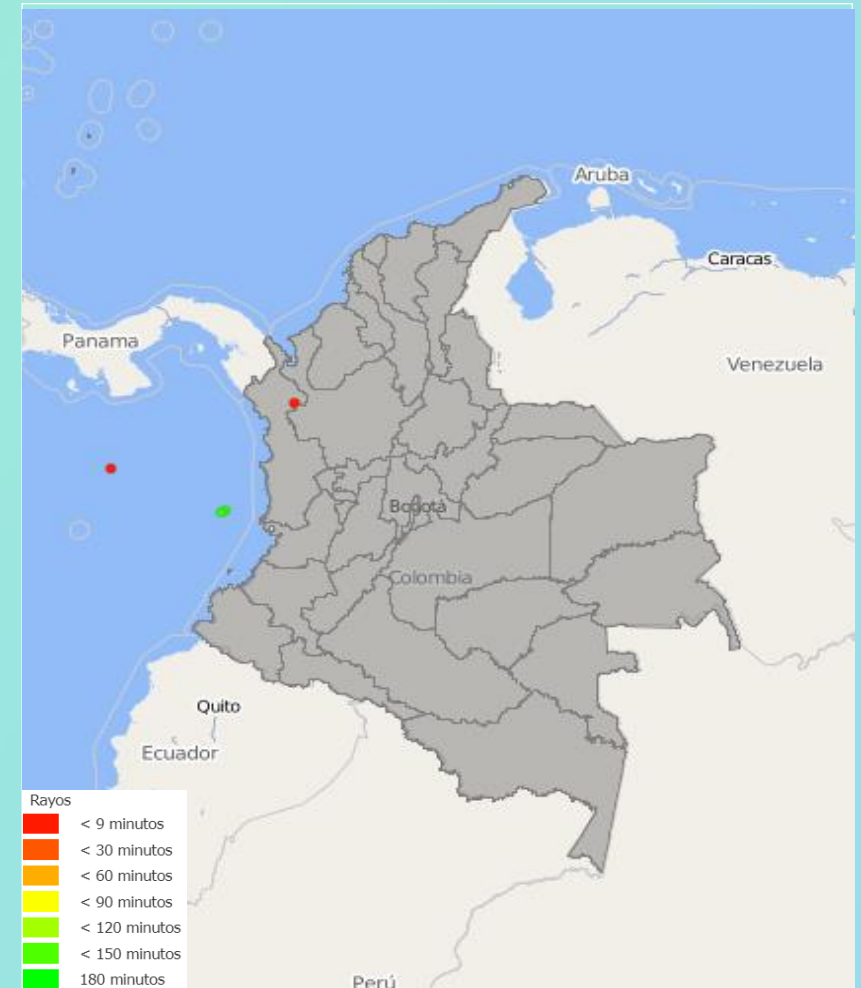 Aruba
Caracas
Panama
Venezuela
Bogotá
Colombia
Quito
Ecuador
Rayos
< 9 minutos
< 30 minutos
< 60 minutos
< 90 minutos
< 120 minutos
< 150 minutos
180 minutos
Perú